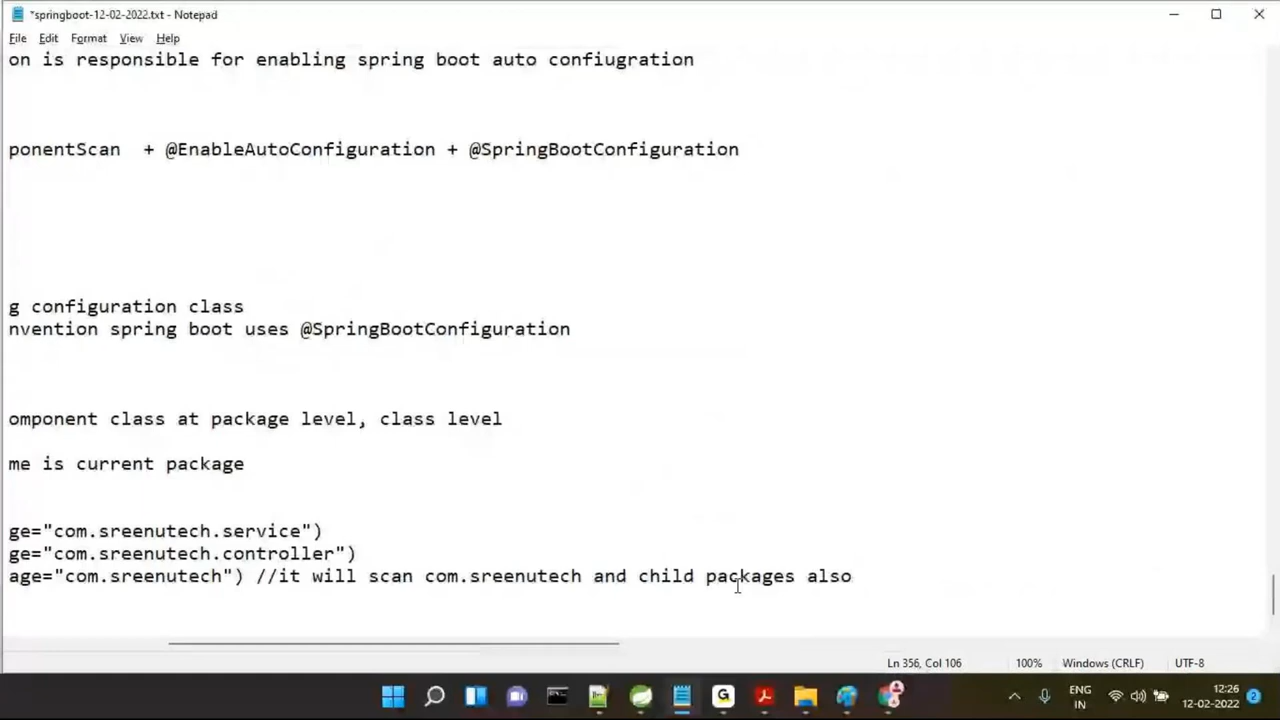 *springboot-12-02-2022.txt - Notepad
File Edit Format View Help
on is responsible for enabling spring boot auto confiugration
ponentScan + @EnableAutoConfiguration + @SpringBootConfiguration
g configuration class
nvention spring boot uses @SpringBootConfiguration
omponent class at package level, class level
me is current package
ge="com.sreenutech.service")
ge="com.sreenutech.controller")
age="com.sreenutech") //it will scan com.sreenutech and child packages also
Ln 356, Col 106 100% Windows (CRLF) UTF-8
ENG 12:26
IN 12-02-2022 2